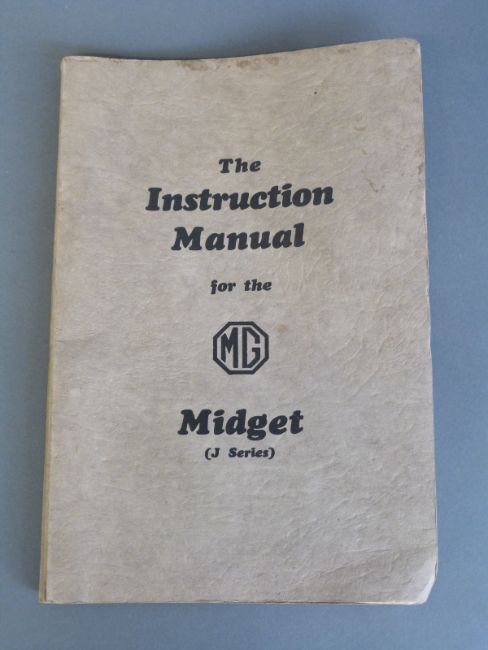 The
Instruction
Manual
for the
MG
Midget
(J Series)